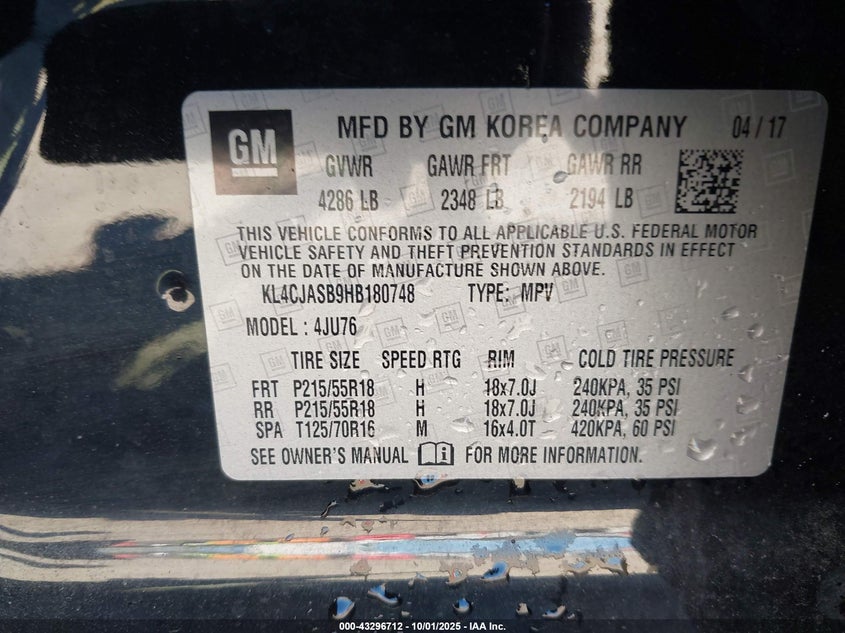 GM
MFD BY GM KOREA COMPANY 04 / 17
GVWR GAWR FRT GAWR RR
4286 LB 2348 LB 2194 LB
THIS VEHICLE CONFORMS TO ALL APPLICABLE U.S. FEDERAL MOTOR
VEHICLE SAFETY AND THEFT PREVENTION STANDARDS IN EFFECT
ON THE DATE OF MANUFACTURE SHOWN ABOVE.
KL4CJASB9HB180748 TYPE: MPV
MODEL : 4JU76
TIRE SIZE SPEED RTG RIM COLD TIRE PRESSURE
FRT P215/55R18 H 18x7.0J 240KPA, 35 PSI
RR P215/55R18 H 18x7.0J 240KPA, 35 PSI
SPA T125/70R16 M 16x4.0T 420KPA, 60 PSI
SEE OWNER'S MANUAL FOR MORE INFORMATION.
000-43296712 - 10/01/2025 - IAA Inc.